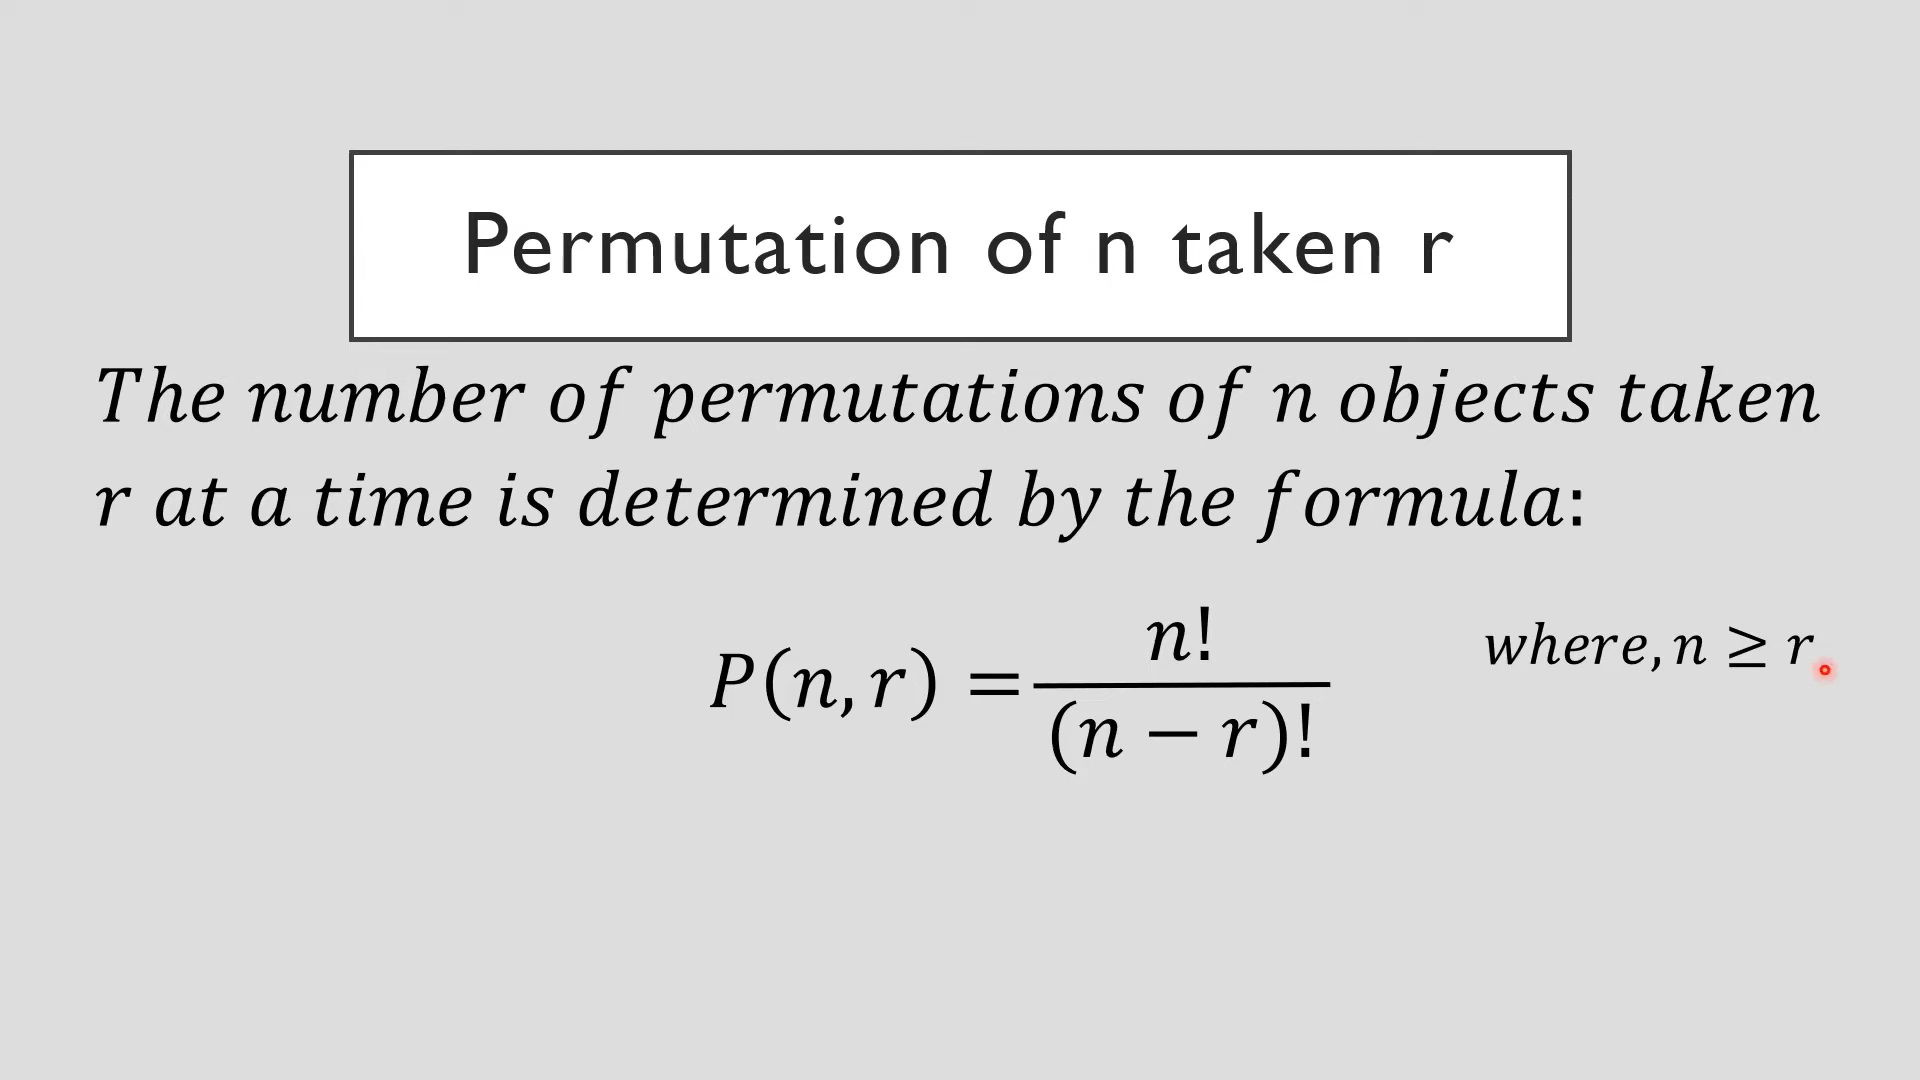 Permutation of n taken r
The number of permutations of n objects taken
r at a time is determined by the formula:
P(n, r) = n! / (n − r)!
where, n ≥ r